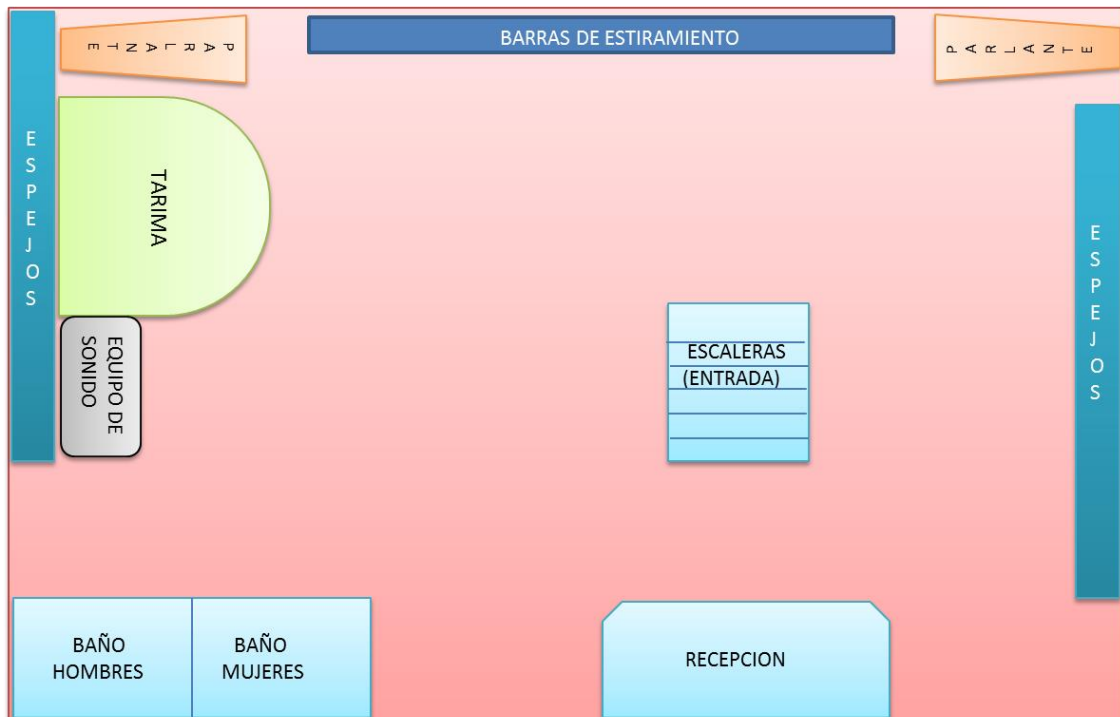 PARLANTE
BARRAS DE ESTIRAMIENTO
PARLANTE
ESPEJOS
TARIMA
ESPEJOS
EQUIPO DE
SONIDO
ESCALERAS
(ENTRADA)
BAÑO
HOMBRES
BAÑO
MUJERES
RECEPCION